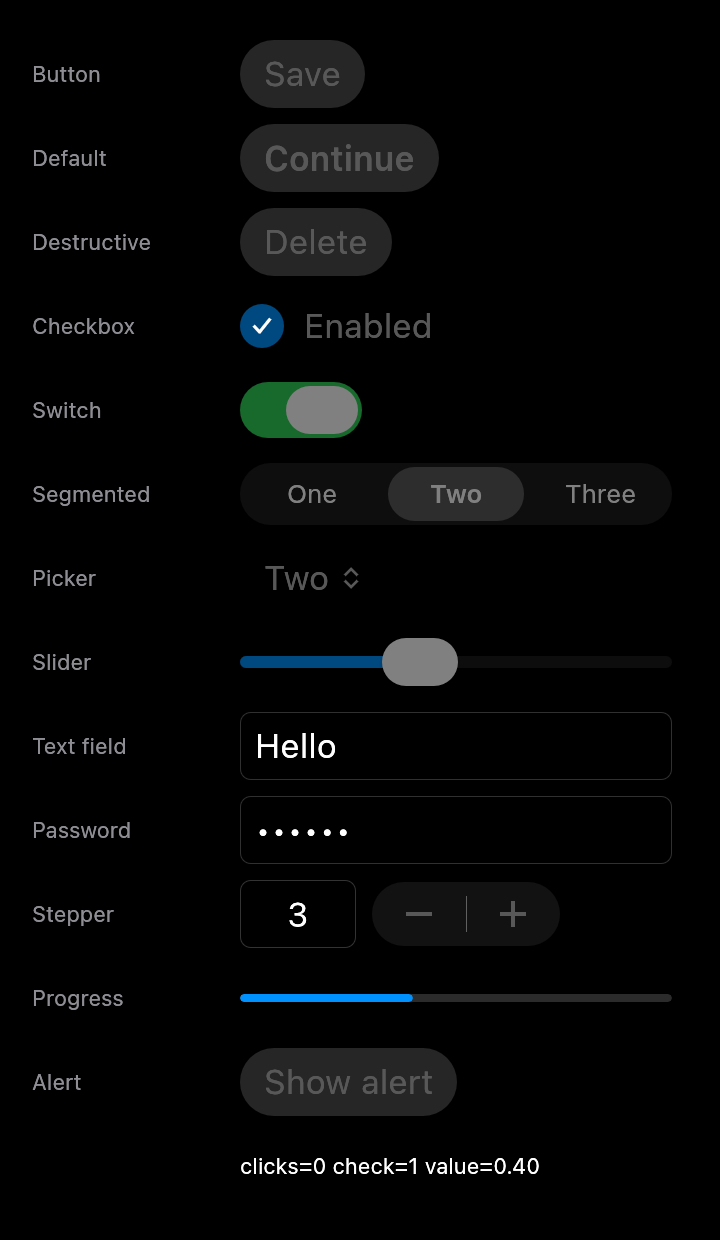 Button Save
Default Continue
Destructive Delete
Checkbox Enabled
Switch
Segmented One Two Three
Picker Two
Slider
Text field Hello
Password ••••••
Stepper 3 − +
Progress
Alert Show alert
clicks=0 check=1 value=0.40